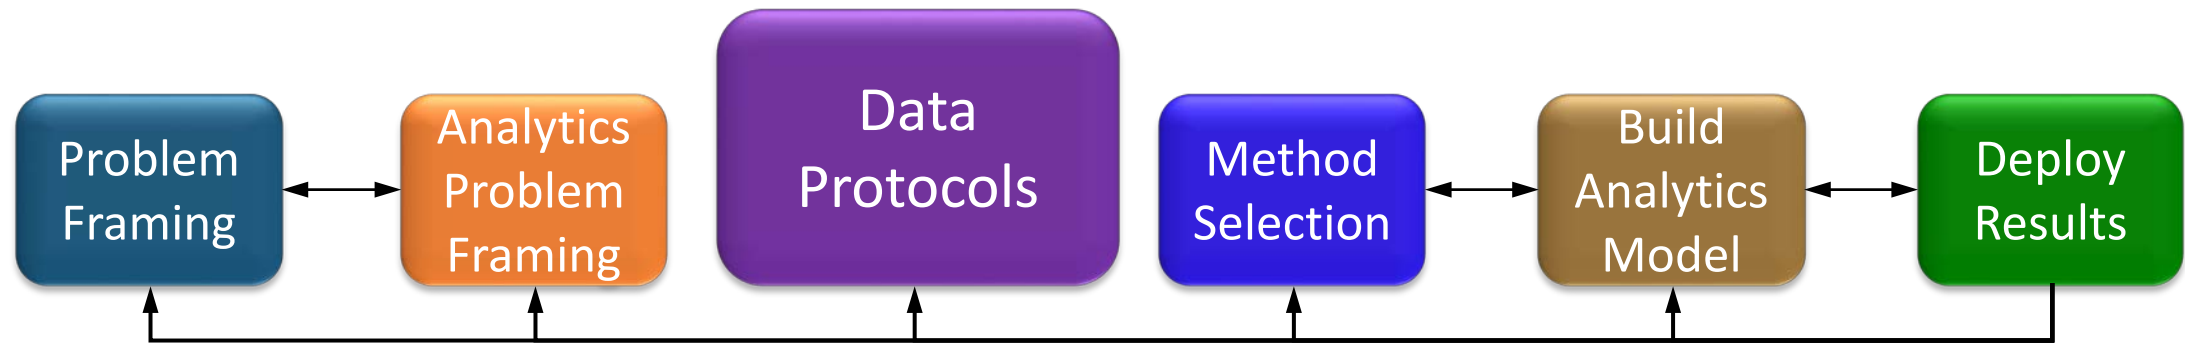 Problem
Framing
Analytics
Problem
Framing
Data
Protocols
Method
Selection
Build
Analytics
Model
Deploy
Results